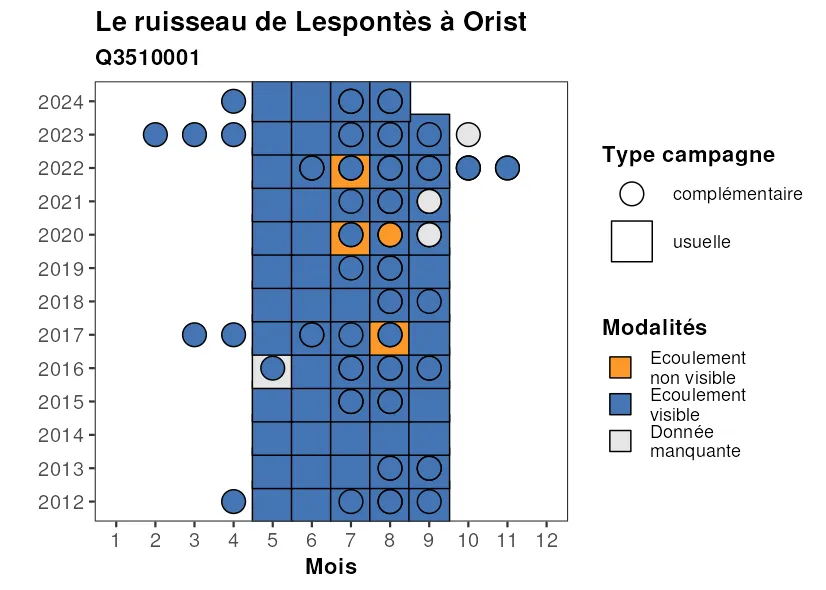 Le ruisseau de Lespontès à Orist
Q3510001
2024
2023
2022
2021
2020
2019
2018
2017
2016
2015
2014
2013
2012
1 2 3 4 5 6 7 8 9 10 11 12
Mois
Type campagne
complémentaire
usuelle
Modalités
Ecoulement
non visible
Ecoulement
visible
Donnée
manquante